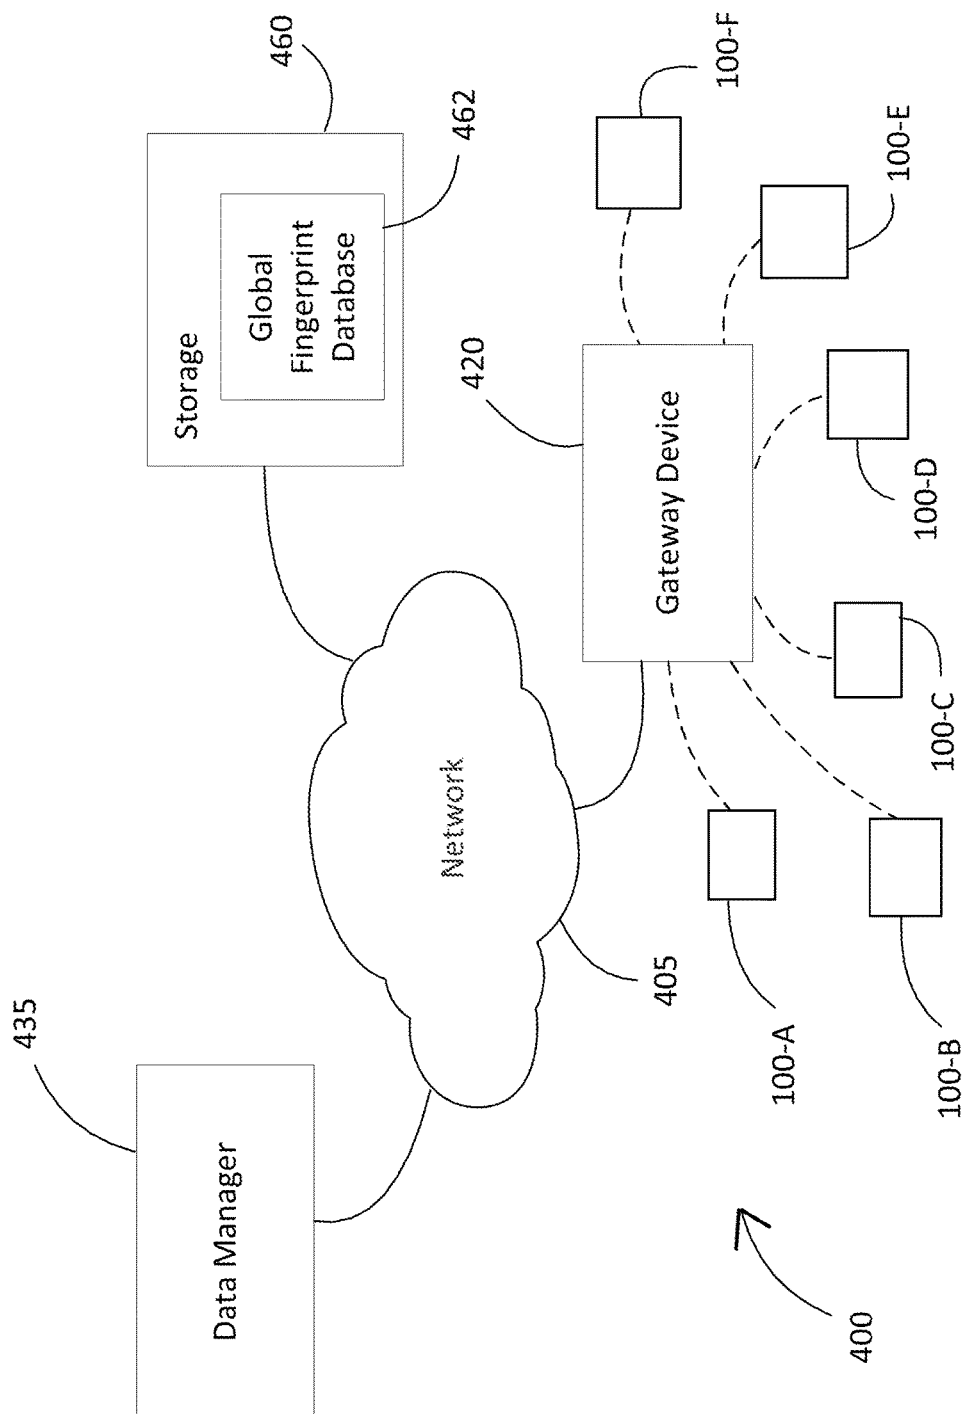 435
Data Manager
460
Storage
Global
Fingerprint
Database
462
Network
405
420
Gateway Device
100-F
100-E
100-D
100-C
100-A
100-B
400